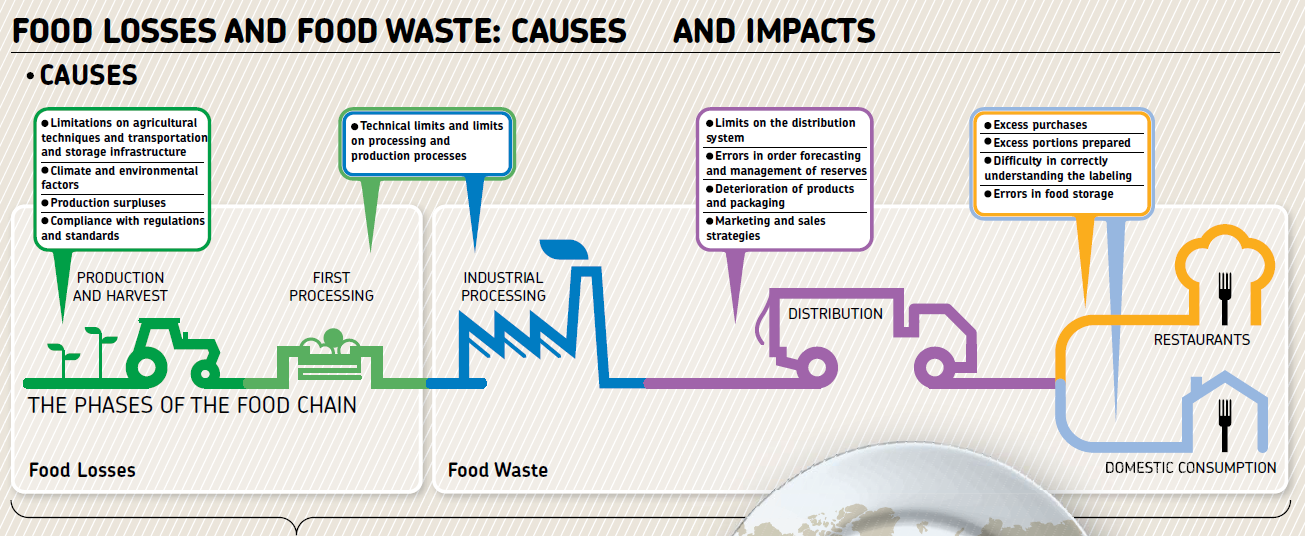 FOOD LOSSES AND FOOD WASTE: CAUSES AND IMPACTS
• CAUSES
● Limitations on agricultural
techniques and transportation
and storage infrastructure
● Climate and environmental
factors
● Production surpluses
● Compliance with regulations
and standards
● Technical limits and limits
on processing and
production processes
● Limits on the distribution
system
● Errors in order forecasting
and management of reserves
● Deterioration of products
and packaging
● Marketing and sales
strategies
● Excess purchases
● Excess portions prepared
● Difficulty in correctly
understanding the labeling
● Errors in food storage
PRODUCTION
AND HARVEST
FIRST
PROCESSING
INDUSTRIAL
PROCESSING
DISTRIBUTION
RESTAURANTS
DOMESTIC CONSUMPTION
THE PHASES OF THE FOOD CHAIN
Food Losses
Food Waste